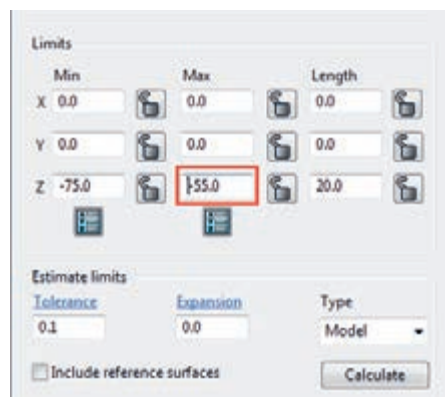 Limits
Min Max Length
X 0.0 0.0 0.0
Y 0.0 0.0 0.0
Z -75.0 -55.0 20.0
Estimate limits
Tolerance Expansion Type
0.1 0.0 Model
Include reference surfaces Calculate